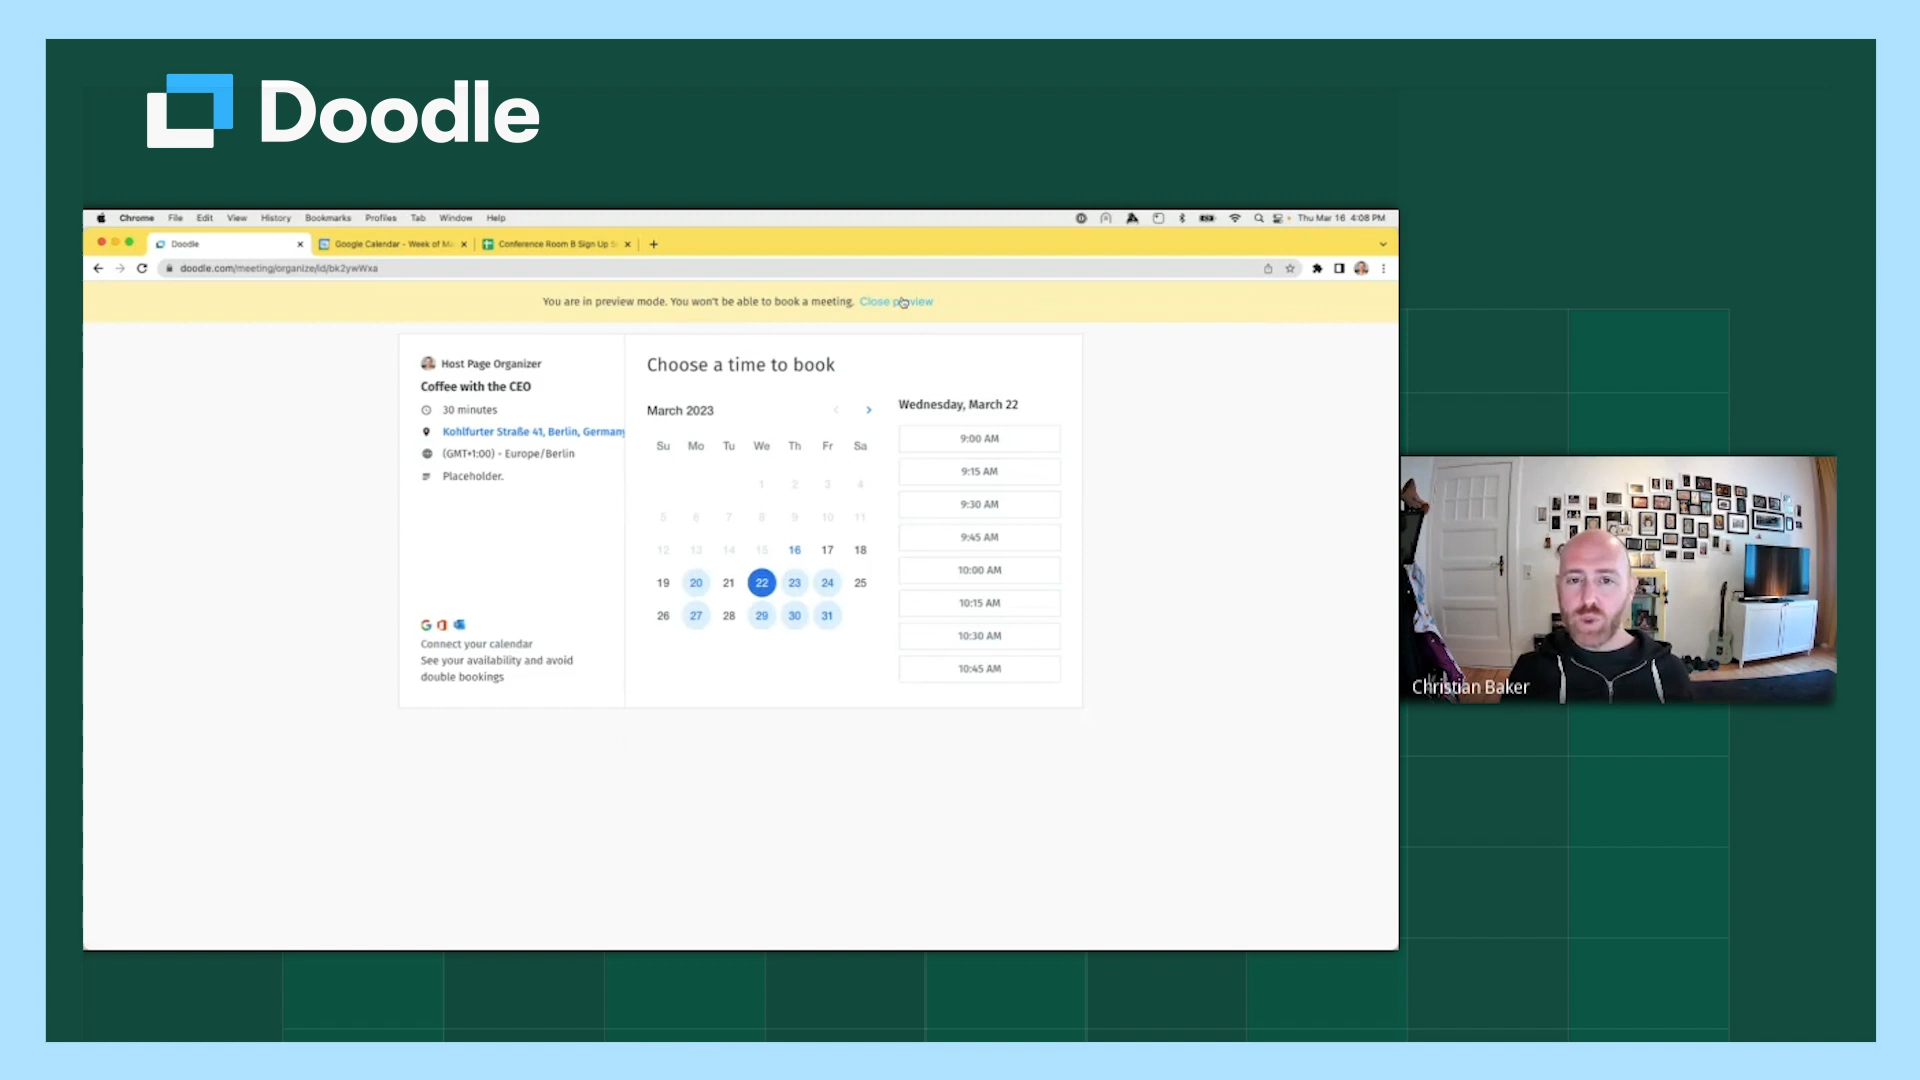 Doodle
Chrome File Edit View History Bookmarks Profiles Tab Window Help
Thu Mar 16 4:08 PM
Doodle
Google Calendar - Week of Ma
Conference Room B Sign Up S
doodle.com/meeting/organize/id/bk2ywWxa
You are in preview mode. You won't be able to book a meeting. Close preview
Host Page Organizer
Coffee with the CEO
30 minutes
Kohlfurter Straße 41, Berlin, Germany
(GMT+1:00) - Europe/Berlin
Placeholder.
Connect your calendar
See your availability and avoid
double bookings
Choose a time to book
March 2023
Su Mo Tu We Th Fr Sa
1 2 3 4
5 6 7 8 9 10 11
12 13 14 15 16 17 18
19 20 21 22 23 24 25
26 27 28 29 30 31
Wednesday, March 22
9:00 AM
9:15 AM
9:30 AM
9:45 AM
10:00 AM
10:15 AM
10:30 AM
10:45 AM
Christian Baker